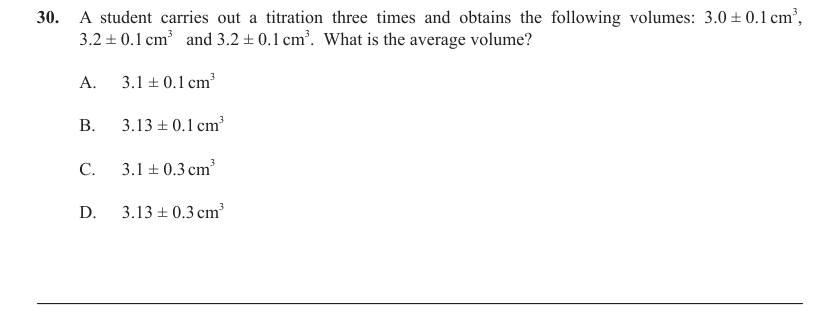 30. A student carries out a titration three times and obtains the following volumes: 3.0 ± 0.1 cm³,
3.2 ± 0.1 cm³ and 3.2 ± 0.1 cm³. What is the average volume?
A. 3.1 ± 0.1 cm³
B. 3.13 ± 0.1 cm³
C. 3.1 ± 0.3 cm³
D. 3.13 ± 0.3 cm³